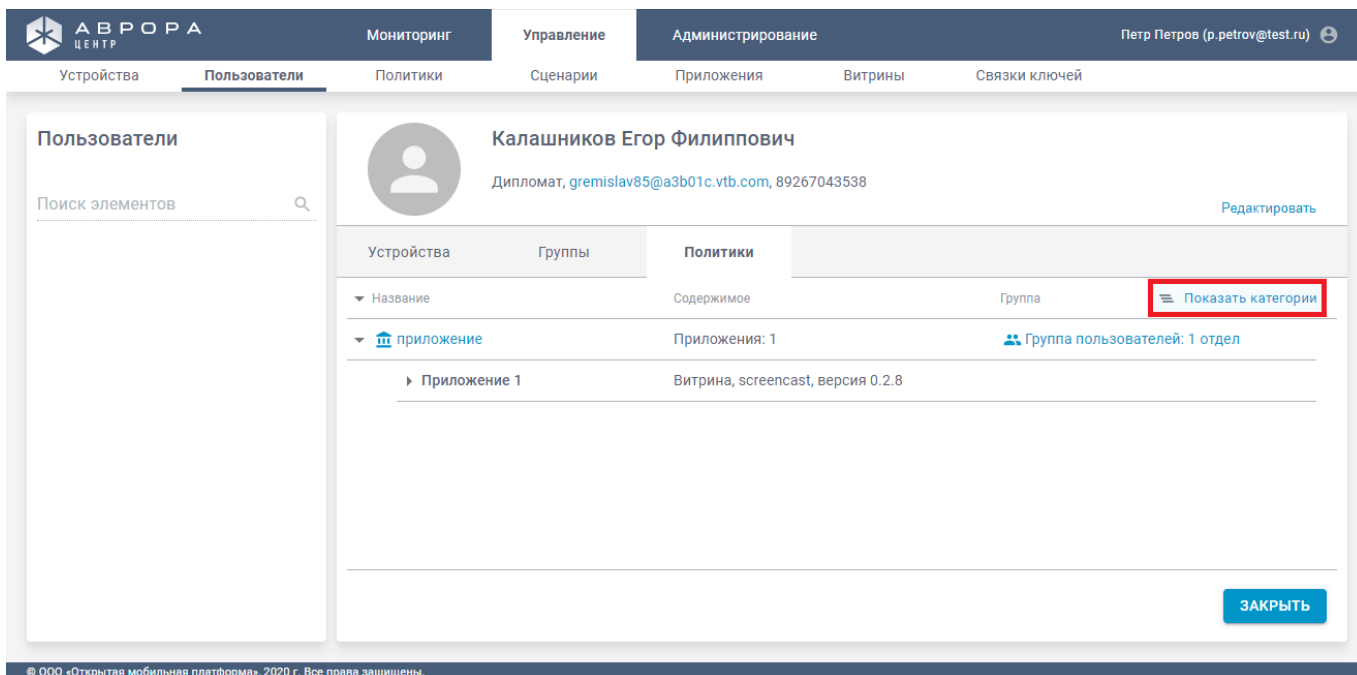 АВРОРА
ЦЕНТР
Мониторинг Управление Администрирование Петр Петров (p.petrov@test.ru)
Устройства Пользователи Политики Сценарии Приложения Витрины Связки ключей
Пользователи
Поиск элементов
Калашников Егор Филиппович
Дипломат, gremislav85@a3b01c.vtb.com, 89267043538
Редактировать
Устройства Группы Политики
Название Содержимое Группа Показать категории
приложение Приложения: 1 Группа пользователей: 1 отдел
Приложение 1 Витрина, screencast, версия 0.2.8
ЗАКРЫТЬ
© ООО «Открытая мобильная платформа», 2020 г. Все права защищены.